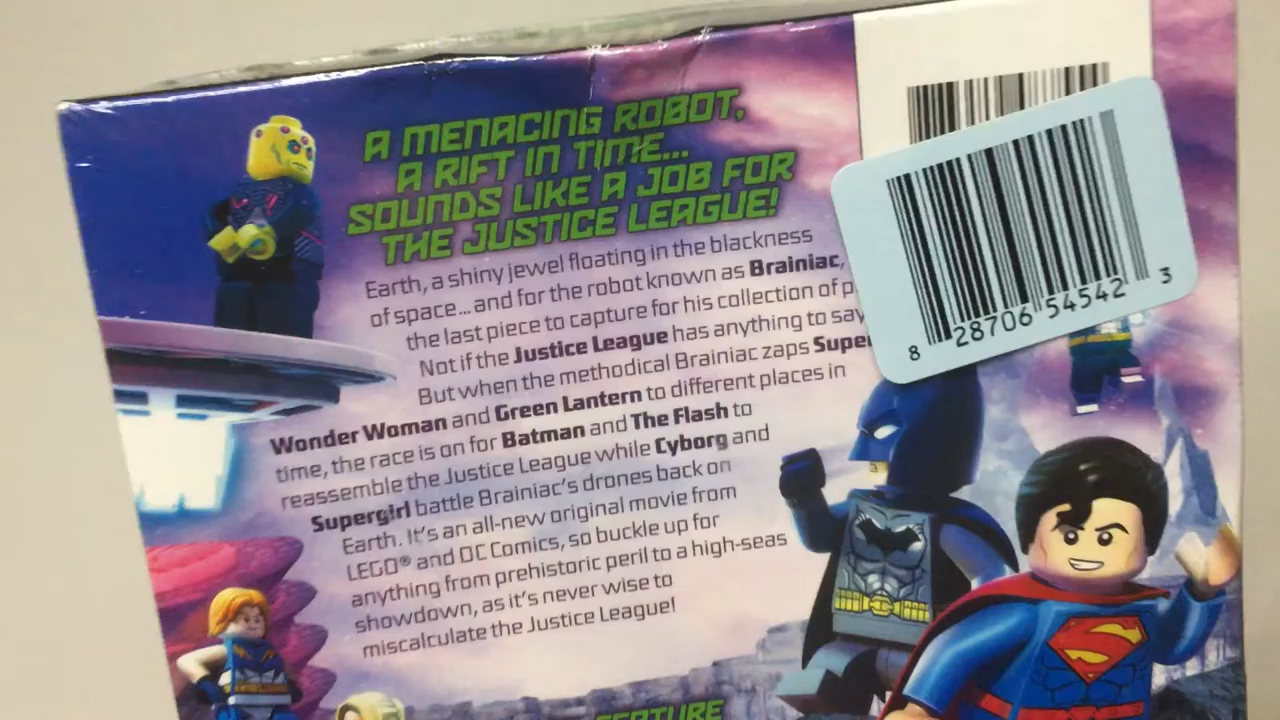 A MENACING ROBOT,
A RIFT IN TIME...
SOUNDS LIKE A JOB FOR
THE JUSTICE LEAGUE!
Earth, a shiny jewel floating in the blackness
of space...and for the robot known as Brainiac,
the last piece to capture for his collection of
Not if the Justice League has anything to say
But when the methodical Brainiac zaps
Wonder Woman and Green Lantern to different places in
time, the race is on for Batman and The Flash to
reassemble the Justice League while Cyborg and
Supergirl battle Brainiac's drones back on
Earth. It's an all-new original movie from
LEGO® and DC Comics, so buckle up for
anything from prehistoric peril to a high-seas
showdown, as it's never wise to
miscalculate the Justice League!
FEATURE
8 28706 54542 3